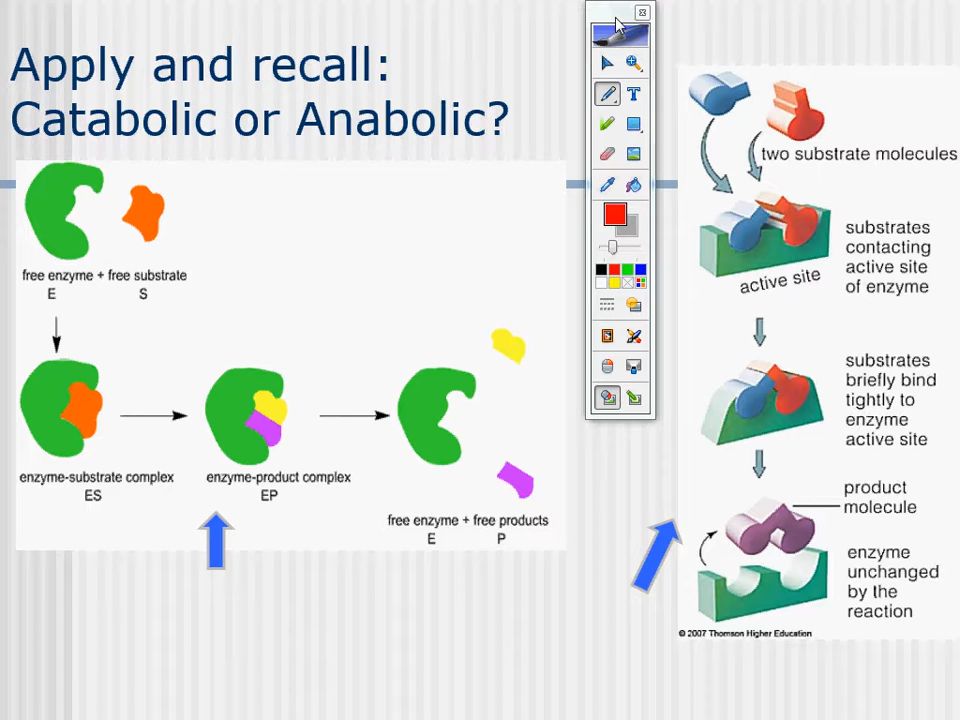 Apply and recall:
Catabolic or Anabolic?
free enzyme + free substrate
E S
enzyme-substrate complex
ES
enzyme-product complex
EP
free enzyme + free products
E P
T
two substrate molecules
substrates
contacting
active site
of enzyme
active site
substrates
briefly bind
tightly to
enzyme
active site
product
molecule
enzyme
unchanged
by the
reaction
© 2007 Thomson Higher Education